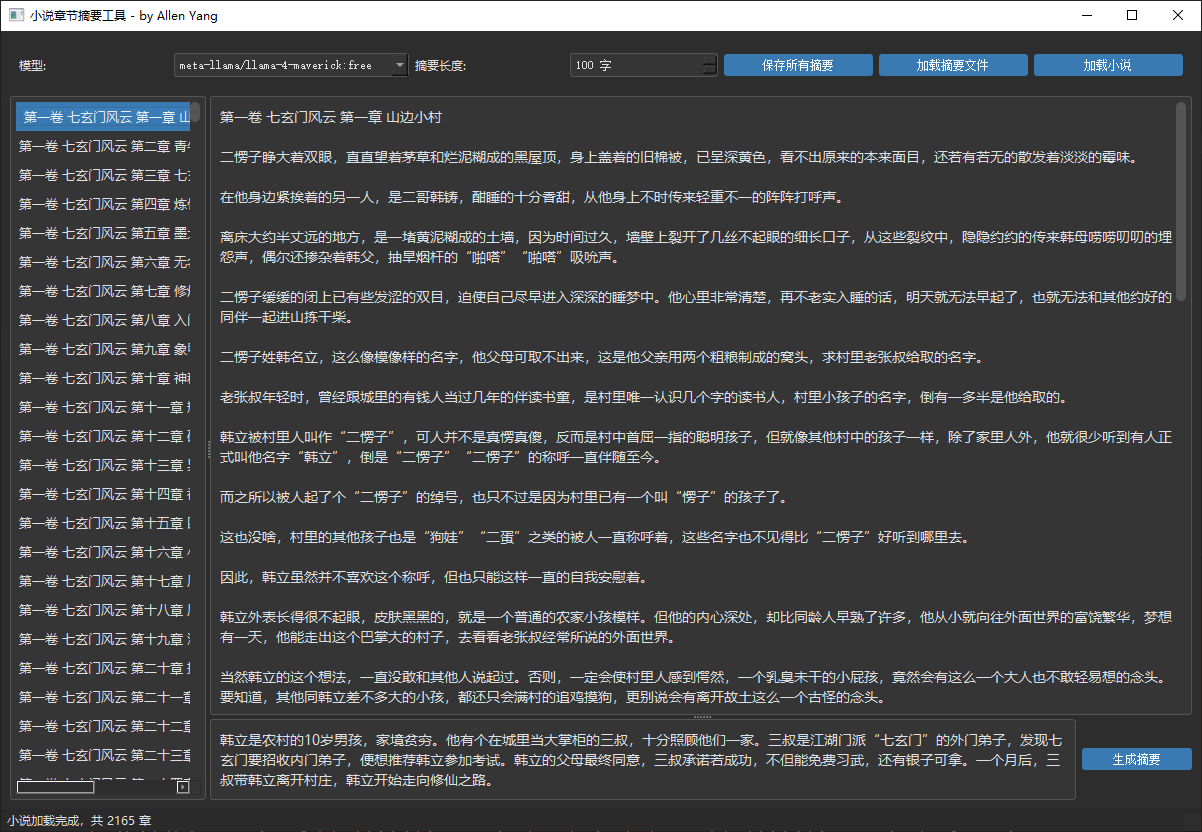 小说章节摘要工具 - by Allen Yang
模型:
meta-llama/llama-4-maverick:free
摘要长度:
100 字
保存所有摘要
加载摘要文件
加载小说
第一卷 七玄门风云 第一章 山
第一卷 七玄门风云 第二章 青
第一卷 七玄门风云 第三章 七
第一卷 七玄门风云 第四章 炼
第一卷 七玄门风云 第五章 墨
第一卷 七玄门风云 第六章 无
第一卷 七玄门风云 第七章 修
第一卷 七玄门风云 第八章 入
第一卷 七玄门风云 第九章 象
第一卷 七玄门风云 第十章 神
第一卷 七玄门风云 第十一章
第一卷 七玄门风云 第十二章
第一卷 七玄门风云 第十三章
第一卷 七玄门风云 第十四章
第一卷 七玄门风云 第十五章
第一卷 七玄门风云 第十六章
第一卷 七玄门风云 第十七章
第一卷 七玄门风云 第十八章
第一卷 七玄门风云 第十九章
第一卷 七玄门风云 第二十章
第一卷 七玄门风云 第二十一章
第一卷 七玄门风云 第二十二章
第一卷 七玄门风云 第二十三章
第一卷 七玄门风云 第一章 山边小村
二愣子睁大着双眼，直直望着茅草和烂泥糊成的黑屋顶，身上盖着的旧棉被，已呈深黄色，看不出原来的本来面目，还若有若无的散发着淡淡的霉味。
在他身边紧挨着的另一人，是二哥韩铸，酣睡的十分香甜，从他身上不时传来轻重不一的阵阵打呼声。
离床大约半丈远的地方，是一堵黄泥糊成的土墙，因为时间过久，墙壁上裂开了几丝不起眼的细长口子，从这些裂纹中，隐隐约约的传来韩母唠唠叨叨的埋
怨声，偶尔还掺杂着韩父，抽旱烟杆的“啪嗒”“啪嗒”吸吮声。
二愣子缓缓的闭上已有些发涩的双目，迫使自己尽早进入深深的睡梦中。他心里非常清楚，再不老实入睡的话，明天就无法早起了，也就无法和其他约好的
同伴一起进山拣干柴。
二愣子姓韩名立，这么像模像样的名字，他父母可取不出来，这是他父亲用两个粗粮制成的窝头，求村里老张叔给取的名字。
老张叔年轻时，曾经跟城里的有钱人当过几年的伴读书童，是村里唯一认识几个字的读书人，村里小孩子的名字，倒有一多半是他给取的。
韩立被村里人叫作“二愣子”，可人并不是真愣真傻，反而是村中首屈一指的聪明孩子，但就像其他村中的孩子一样，除了家里人外，他就很少听到有人正
式叫他名字“韩立”，倒是“二愣子”“二愣子”的称呼一直伴随至今。
而之所以被人起了个“二愣子”的绰号，也只不过是因为村里已有一个叫“愣子”的孩子了。
这也没啥，村里的其他孩子也是“狗娃”“二蛋”之类的被人一直称呼着，这些名字也不见得比“二愣子”好听到哪里去。
因此，韩立虽然并不喜欢这个称呼，但也只能这样一直的自我安慰着。
韩立外表长得很不起眼，皮肤黑黑的，就是一个普通的农家小孩模样。但他的内心深处，却比同龄人早熟了许多，他从小就向往外面世界的富饶繁华，梦想
有一天，他能走出这个巴掌大的村子，去看看老张叔经常所说的外面世界。
当然韩立的这个想法，一直没敢和其他人说起过。否则，一定会使村里人感到愕然，一个乳臭未干的小屁孩，竟然会有这么一个大人也不敢轻易想的念头。
要知道，其他同韩立差不多大的小孩，都还只会满村的追鸡摸狗，更别说会有离开故土这么一个古怪的念头。
韩立是农村的10岁男孩，家境贫穷。他有个在城里当大掌柜的三叔，十分照顾他们一家。三叔是江湖门派“七玄门”的外门弟子，发现七
玄门要招收内门弟子，便想推荐韩立参加考试。韩立的父母最终同意，三叔承诺若成功，不但能免费习武，还有银子可拿。一个月后，三
叔带韩立离开村庄，韩立开始走向修仙之路。
生成摘要
小说加载完成，共 2165 章